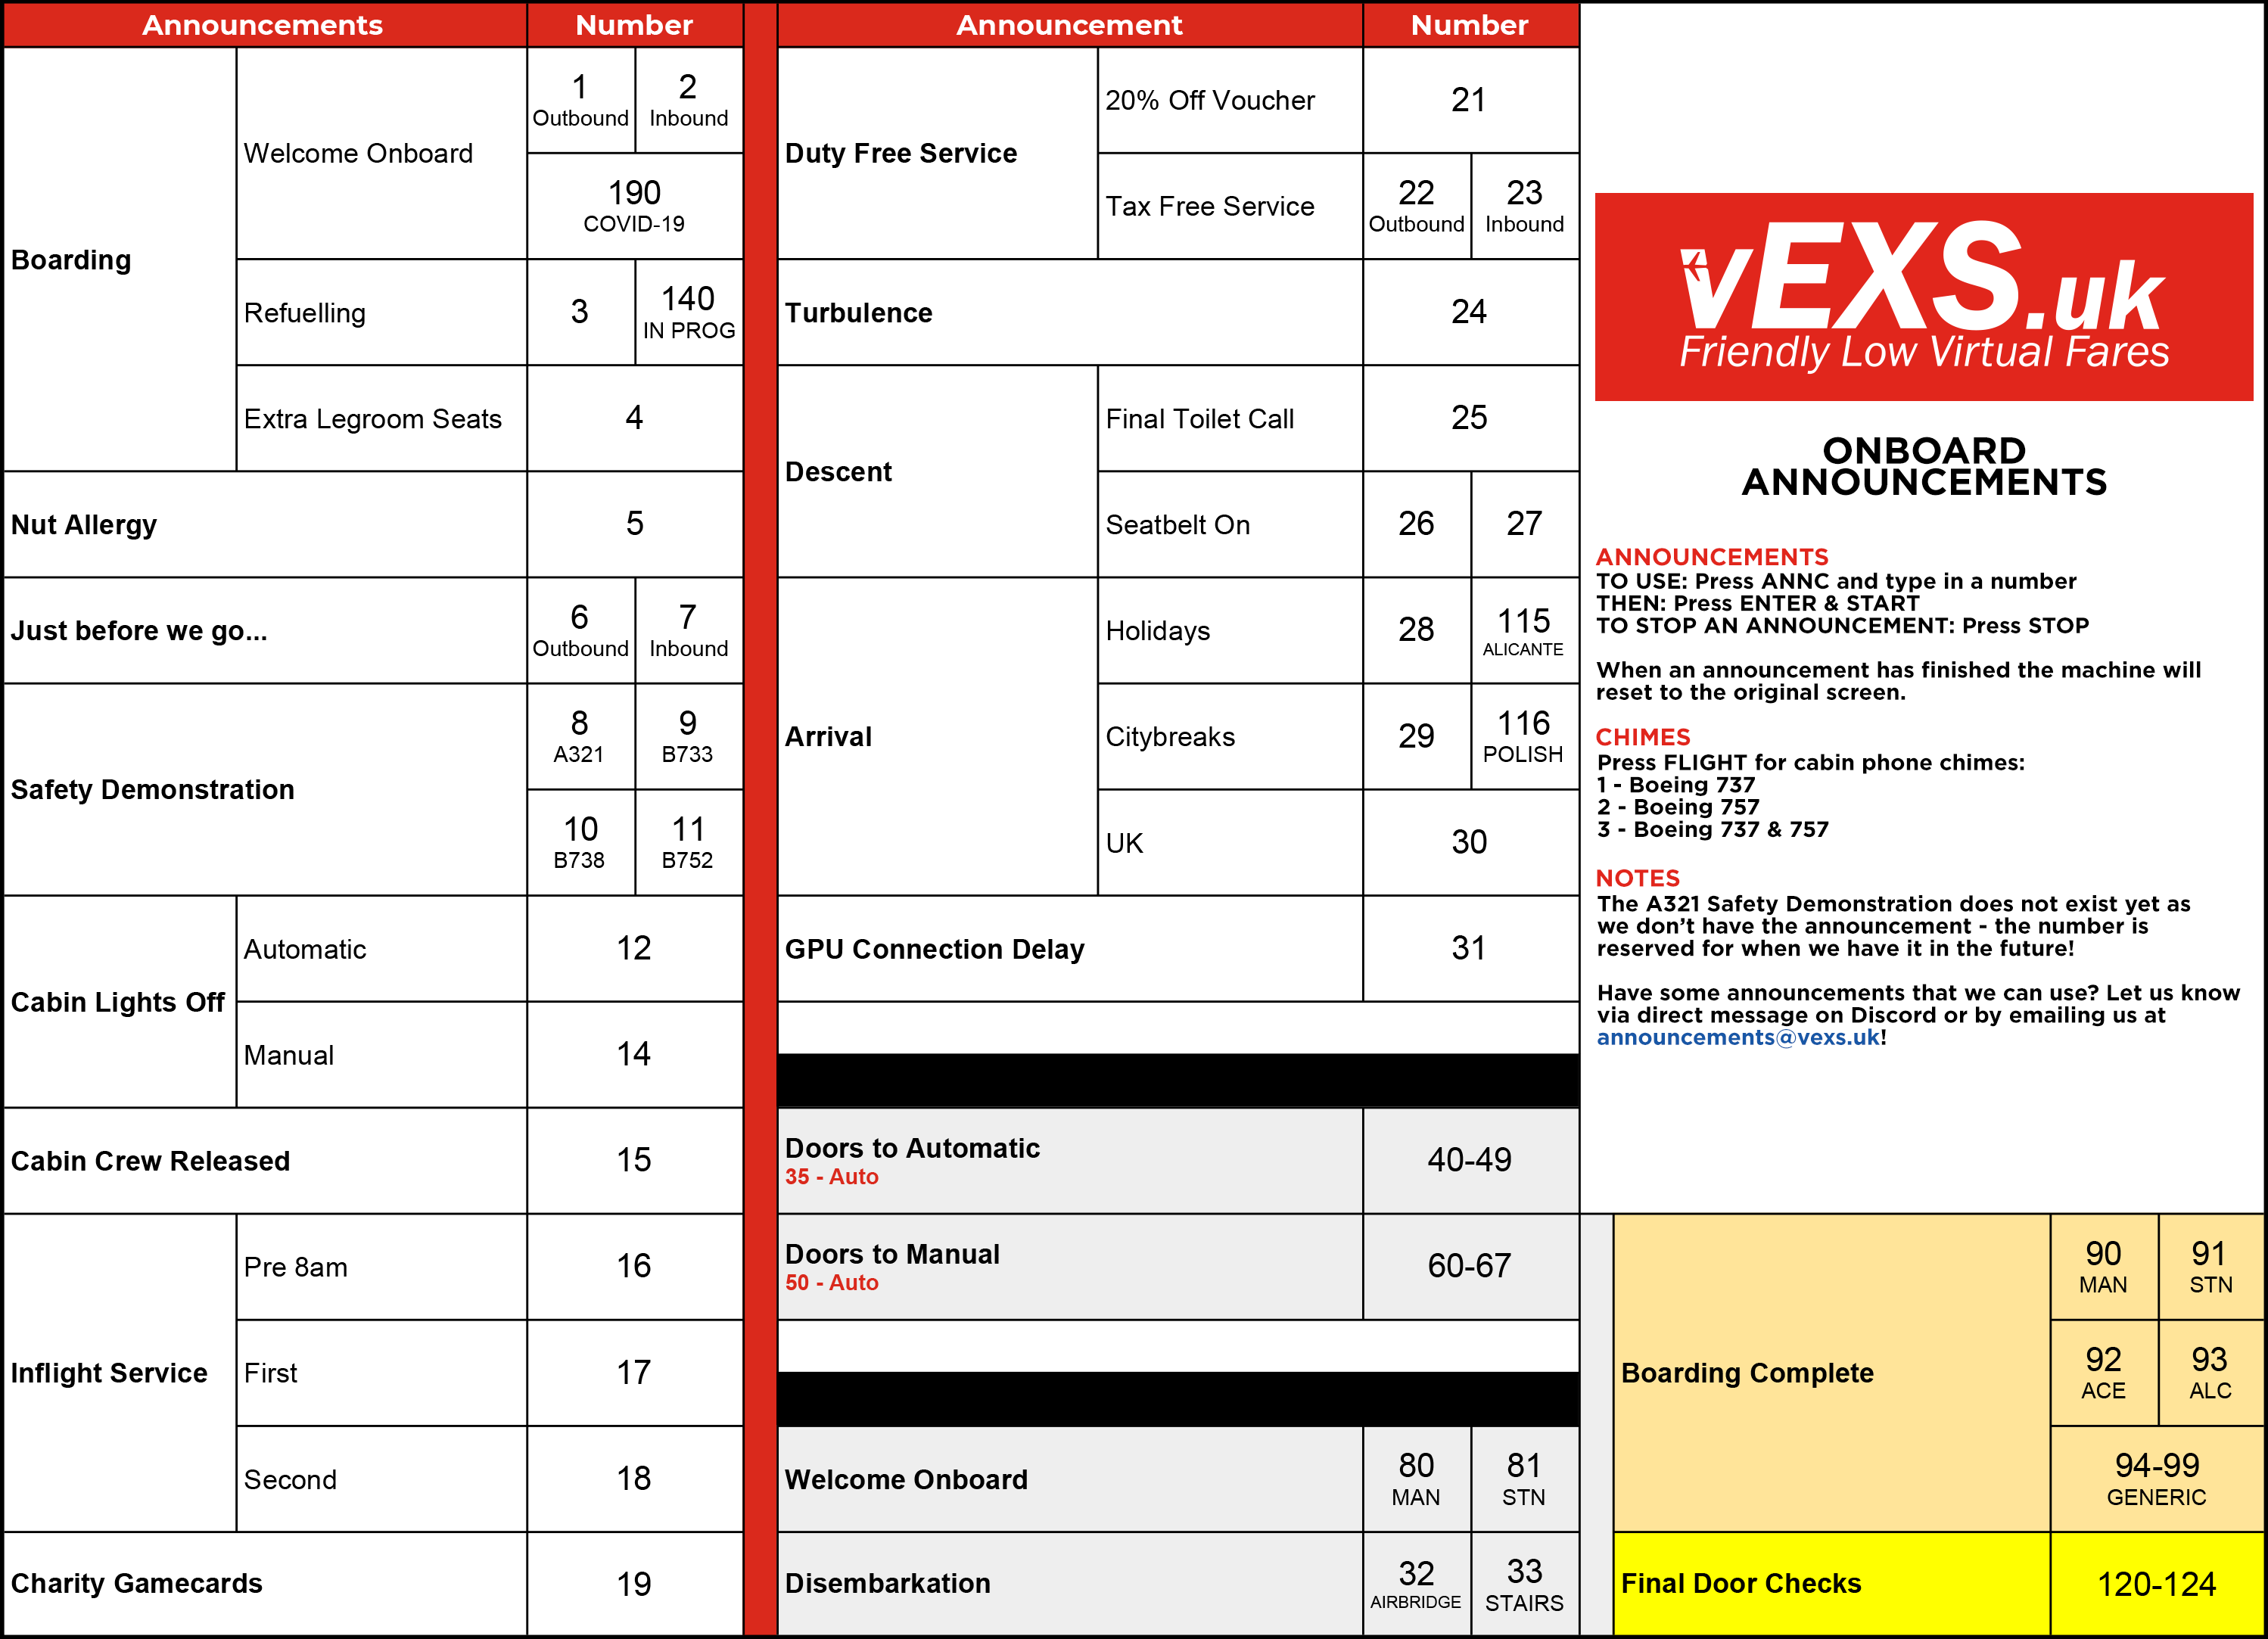 Announcements Number
Boarding
Welcome Onboard
1 2
Outbound Inbound
190
COVID-19
Refuelling
3 140
IN PROG
Extra Legroom Seats 4
Nut Allergy 5
Just before we go...
6 7
Outbound Inbound
Safety Demonstration
8 9
A321 B733
10 11
B738 B752
Cabin Lights Off
Automatic 12
Manual 14
Cabin Crew Released 15
Inflight Service
Pre 8am 16
First 17
Second 18
Charity Gamecards 19
Announcement Number
Duty Free Service
20% Off Voucher 21
Tax Free Service
22 23
Outbound Inbound
Turbulence 24
Descent
Final Toilet Call 25
Seatbelt On 26 27
Arrival
Holidays 28 115
ALICANTE
Citybreaks 29 116
POLISH
UK 30
GPU Connection Delay 31
Doors to Automatic
35 - Auto
40-49
Doors to Manual
50 - Auto
60-67
Welcome Onboard
80 81
MAN STN
Disembarkation
32 33
AIRBRIDGE STAIRS
vEXS.uk
Friendly Low Virtual Fares
ONBOARD
ANNOUNCEMENTS
ANNOUNCEMENTS
TO USE: Press ANNC and type in a number
THEN: Press ENTER & START
TO STOP AN ANNOUNCEMENT: Press STOP
When an announcement has finished the machine will
reset to the original screen.
CHIMES
Press FLIGHT for cabin phone chimes:
1 - Boeing 737
2 - Boeing 757
3 - Boeing 737 & 757
NOTES
The A321 Safety Demonstration does not exist yet as
we don't have the announcement - the number is
reserved for when we have it in the future!
Have some announcements that we can use? Let us know
via direct message on Discord or by emailing us at
announcements@vexs.uk!
Boarding Complete
90 91
MAN STN
92 93
ACE ALC
94-99
GENERIC
Final Door Checks 120-124